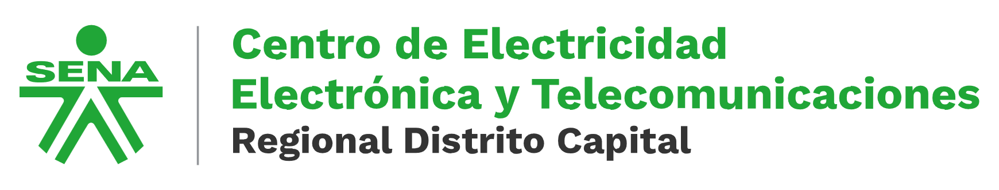 SENA
Centro de Electricidad
Electrónica y Telecomunicaciones
Regional Distrito Capital